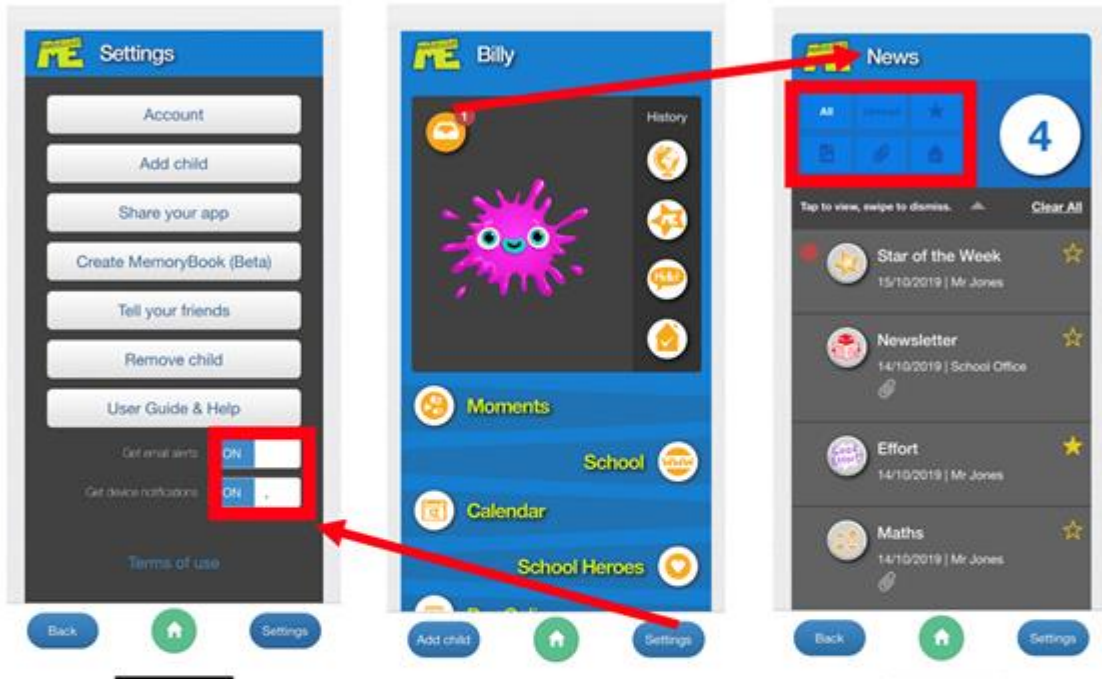 ME Settings
Account
Add child
Share your app
Create MemoryBook (Beta)
Tell your friends
Remove child
User Guide & Help
Get email alerts ON
Get device notifications ON
Terms of use
Back
Settings
ME Billy
1
History
Moments
School
www
Calendar
School Heroes
Add child
Settings
News
All
4
Tap to view, swipe to dismiss.
Clear All
Star of the Week
15/10/2019 | Mr Jones
Newsletter
14/10/2019 | School Office
Effort
14/10/2019 | Mr Jones
Maths
14/10/2019 | Mr Jones
Back
Settings